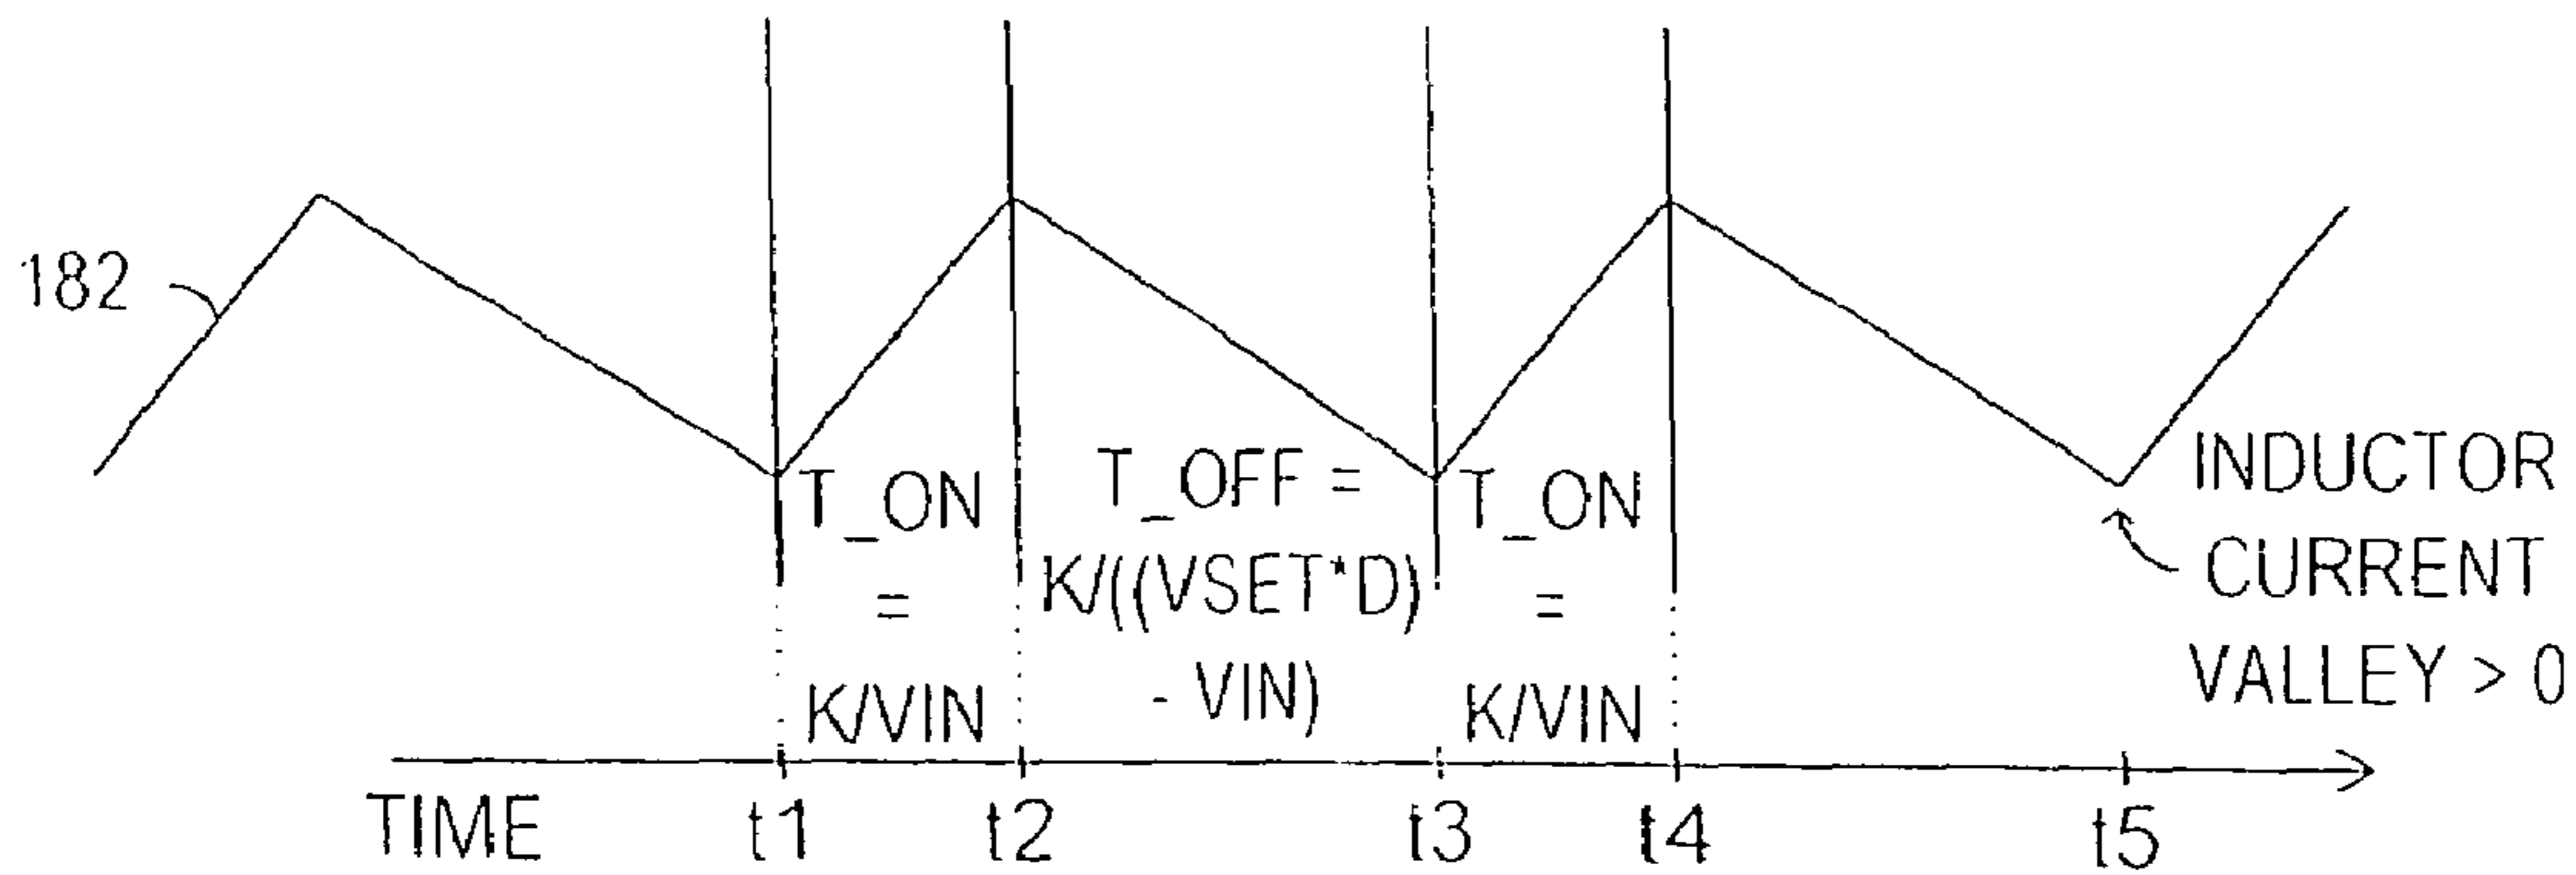 182
T_ON
=
K/VIN
T_OFF =
K/((VSET*D)
- VIN)
T_ON
=
K/VIN
INDUCTOR
CURRENT
VALLEY > 0
TIME
t1
t2
t3
t4
t5